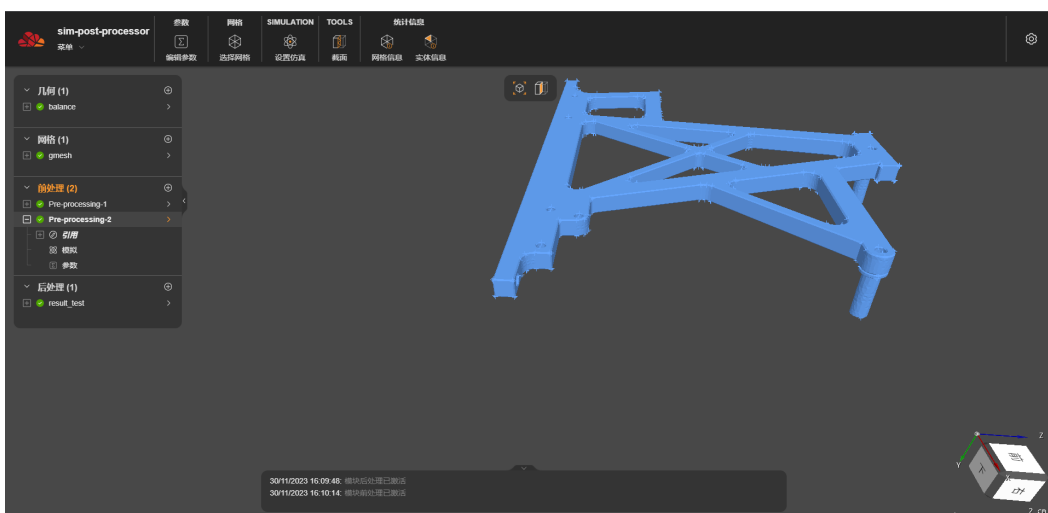 sim-post-processor
菜单
参数
网格
SIMULATION
TOOLS
统计信息
编辑参数
选择网格
设置仿真
截面
网格信息
实体信息
几何 (1)
balance
网格 (1)
gmesh
前处理 (2)
Pre-processing-1
Pre-processing-2
引用
模拟
参数
后处理 (1)
result_test
30/11/2023 16:09:48: 模块后处理已激活
30/11/2023 16:10:14: 模块前处理已激活
Z
Y
X